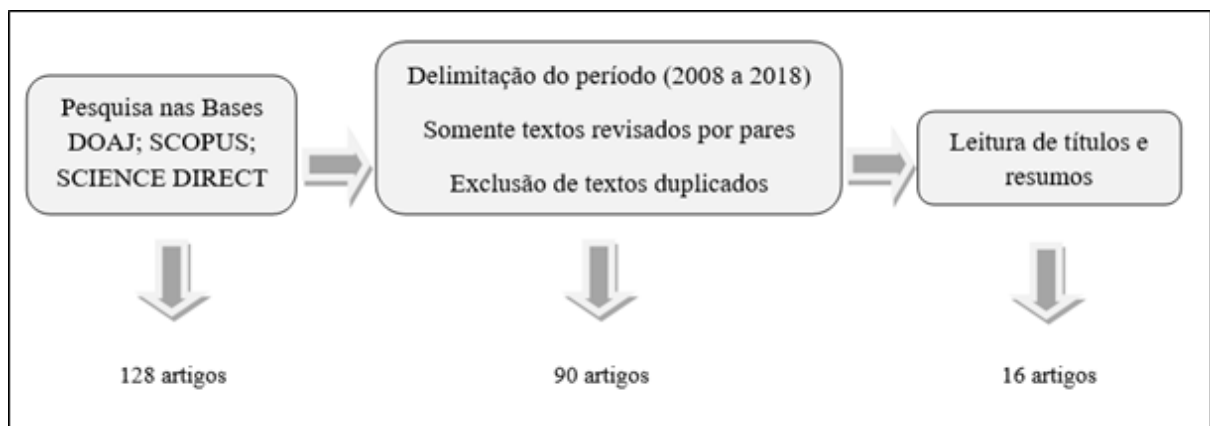 Pesquisa nas Bases
DOAJ; SCOPUS;
SCIENCE DIRECT
Delimitação do período (2008 a 2018)
Somente textos revisados por pares
Exclusão de textos duplicados
Leitura de títulos e
resumos
128 artigos
90 artigos
16 artigos